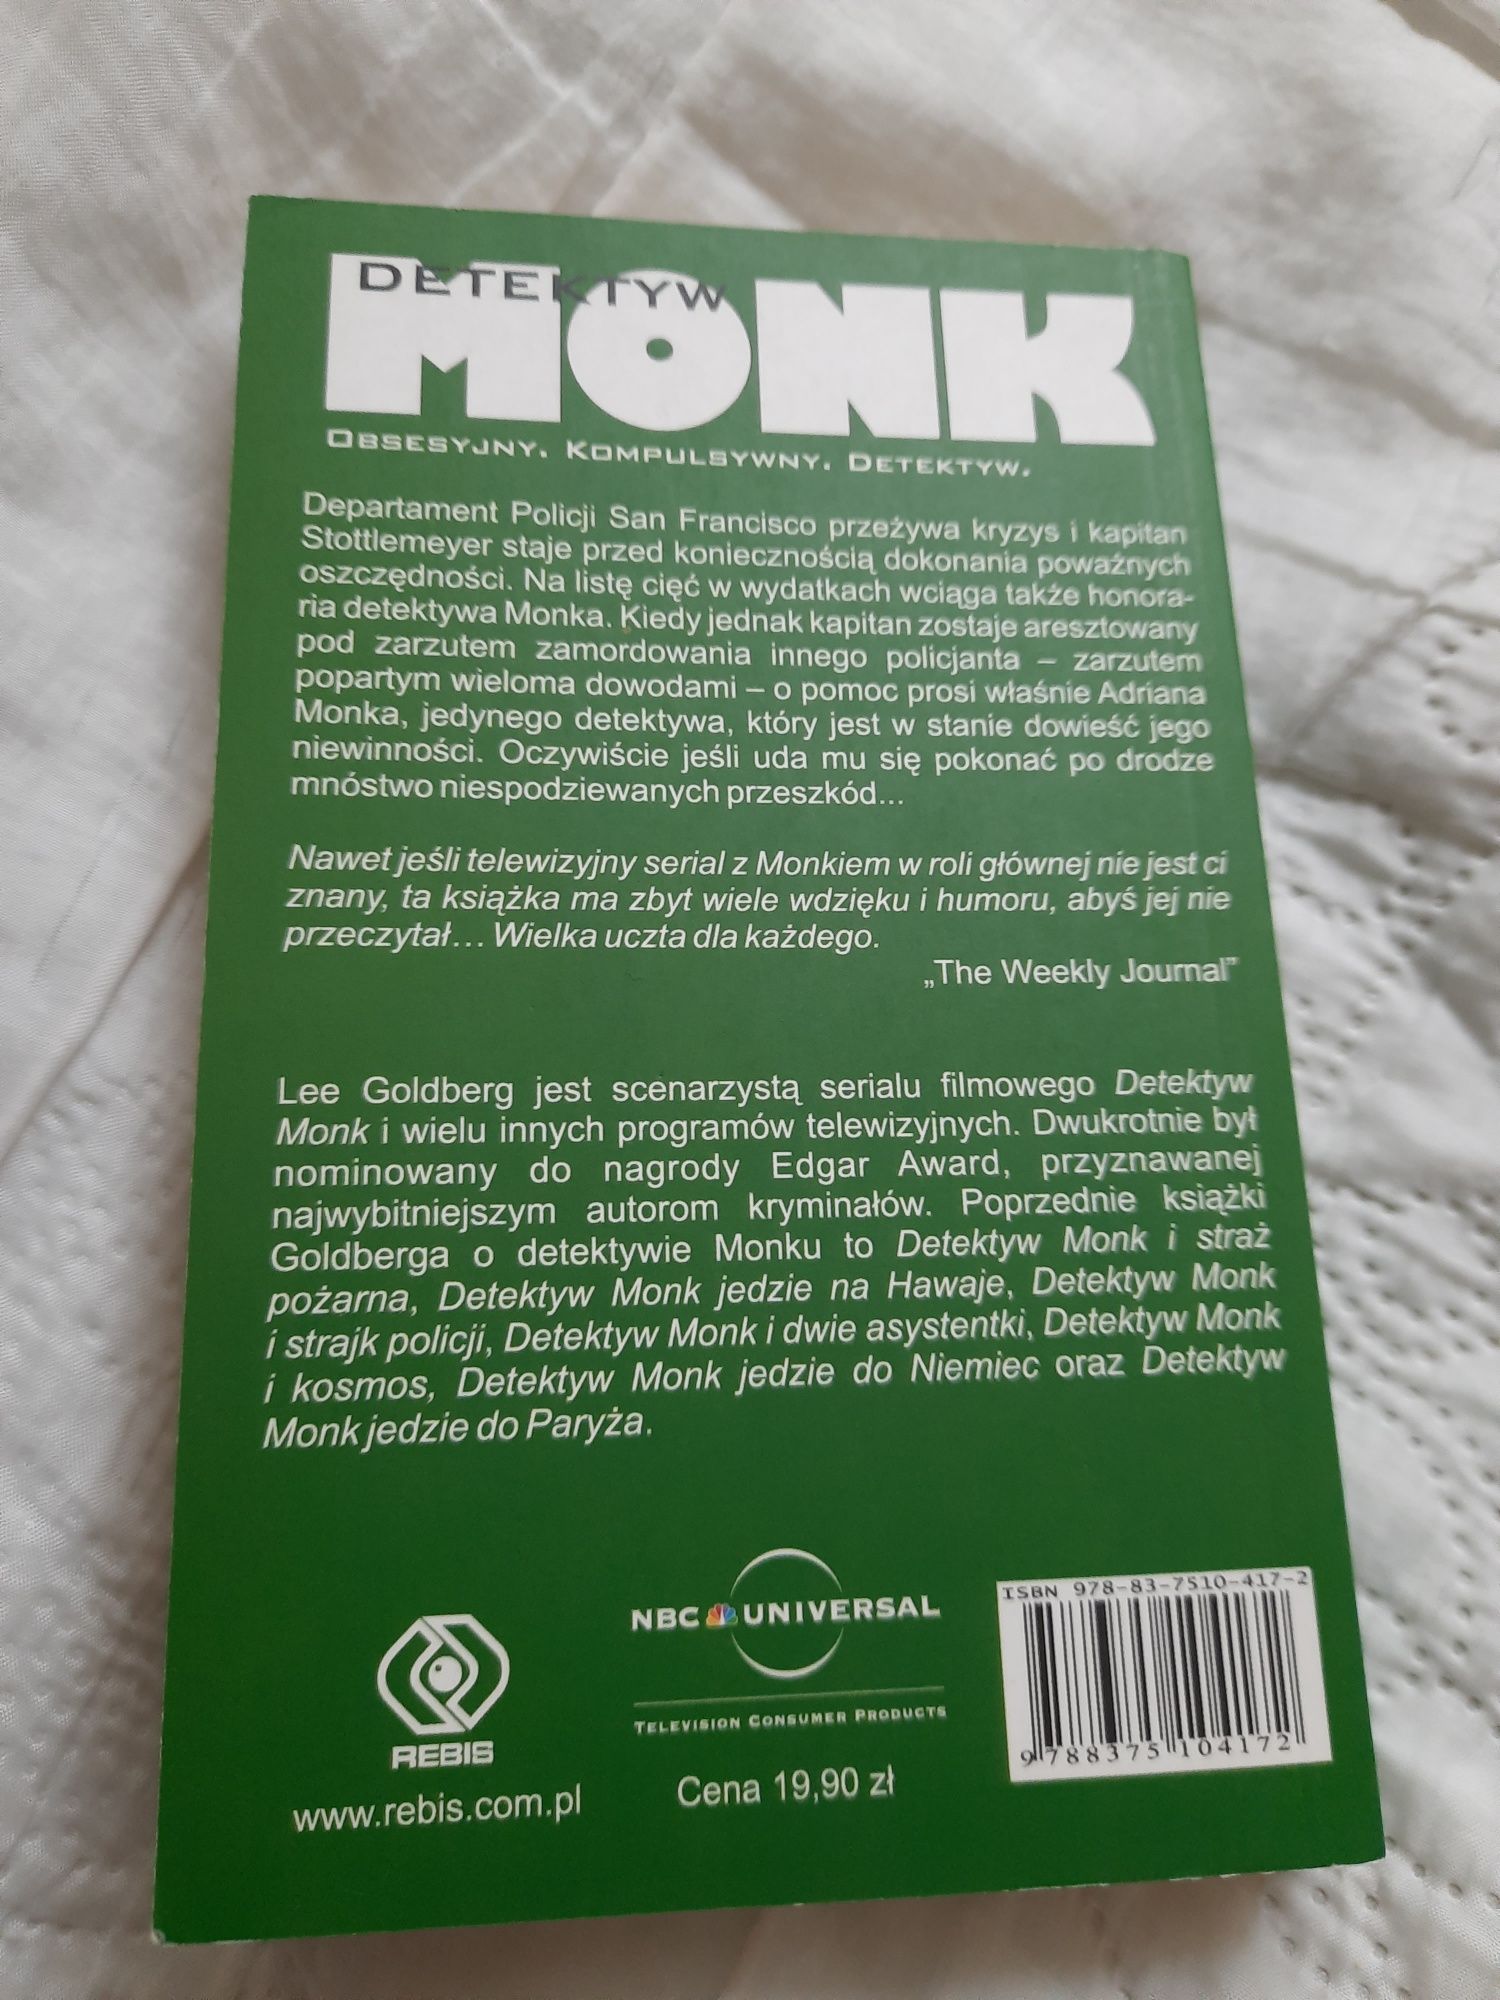 DETEKTYW
MONK
OBSESYJNY. KOMPULSYWNY. DETEKTYW.
Departament Policji San Francisco przeżywa kryzys i kapitan
Stottlemeyer staje przed koniecznością dokonania poważnych
oszczędności. Na listę cięć w wydatkach wciąga także honora-
ria detektywa Monka. Kiedy jednak kapitan zostaje aresztowany
pod zarzutem zamordowania innego policjanta – zarzutem
popartym wieloma dowodami – o pomoc prosi właśnie Adriana
Monka, jedynego detektywa, który jest w stanie dowieść jego
niewinności. Oczywiście jeśli uda mu się pokonać po drodze
mnóstwo niespodziewanych przeszkód...
Nawet jeśli telewizyjny serial z Monkiem w roli głównej nie jest ci
znany, ta książka ma zbyt wiele wdzięku i humoru, abyś jej nie
przeczytał... Wielka uczta dla każdego.
„The Weekly Journal”
Lee Goldberg jest scenarzystą serialu filmowego Detektyw
Monk i wielu innych programów telewizyjnych. Dwukrotnie był
nominowany do nagrody Edgar Award, przyznawanej
najwybitniejszym autorom kryminałów. Poprzednie książki
Goldberga o detektywie Monku to Detektyw Monk i straż
pożarna, Detektyw Monk jedzie na Hawaje, Detektyw Monk
i strajk policji, Detektyw Monk i dwie asystentki, Detektyw Monk
i kosmos, Detektyw Monk jedzie do Niemiec oraz Detektyw
Monk jedzie do Paryża.
REBIS
www.rebis.com.pl
NBC UNIVERSAL
TELEVISION CONSUMER PRODUCTS
Cena 19,90 zł
ISBN 978-83-7510-417-2
9 788375 104172